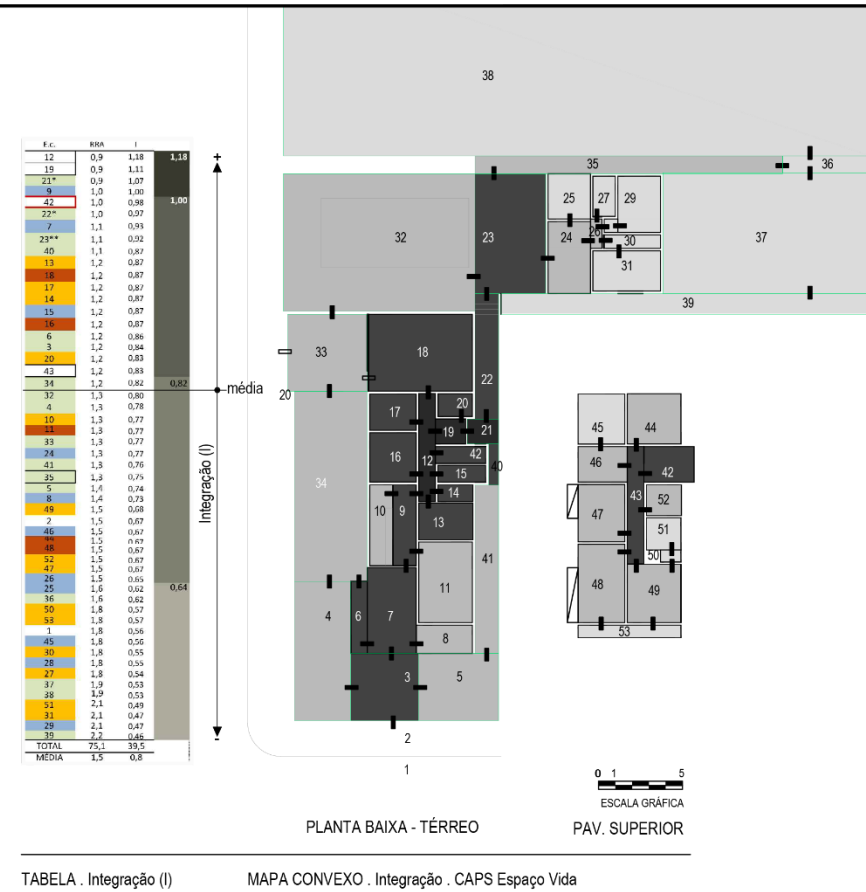 E.c. RRA I
12 0,9 1,18 1,18
19 0,9 1,11
21* 0,9 1,07
9 1,0 1,00
42 1,0 0,98 1,00
22* 1,0 0,97
7 1,1 0,93
23** 1,1 0,92
40 1,1 0,87
13 1,2 0,87
18 1,2 0,87
17 1,2 0,87
14 1,2 0,87
15 1,2 0,87
16 1,2 0,87
6 1,2 0,86
3 1,2 0,84
20 1,2 0,83
43 1,2 0,83
34 1,2 0,82 0,82
32 1,3 0,80
4 1,3 0,78
10 1,3 0,77
11 1,3 0,77
33 1,3 0,77
24 1,3 0,77
41 1,3 0,76
35 1,3 0,75
5 1,4 0,74
8 1,4 0,73
49 1,5 0,68
2 1,5 0,67
46 1,5 0,67
1,5 0,67
48 1,5 0,67
52 1,5 0,67
47 1,5 0,67
26 1,5 0,65
25 1,6 0,62 0,64
36 1,6 0,62
50 1,8 0,57
53 1,8 0,57
1 1,8 0,56
45 1,8 0,56
30 1,8 0,55
28 1,8 0,55
27 1,8 0,54
37 1,9 0,53
38 1,9 0,53
51 2,1 0,49
31 2,1 0,47
29 2,1 0,47
39 2,2 0,46
TOTAL 75,1 39,5
MÉDIA 1,5 0,8
+
média
Integração (I)
-
38
35
36
25
27
29
32
23
24
26
30
31
37
39
33
18
22
20
17
20
19
21
34
16
12
42
15
40
14
10
9
13
11
41
4
6
7
8
3
5
2
1
45
44
46
43
42
47
52
51
50
48
49
53
0 1 5
ESCALA GRÁFICA
PLANTA BAIXA - TÉRREO
PAV. SUPERIOR
TABELA . Integração (I)
MAPA CONVEXO . Integração . CAPS Espaço Vida